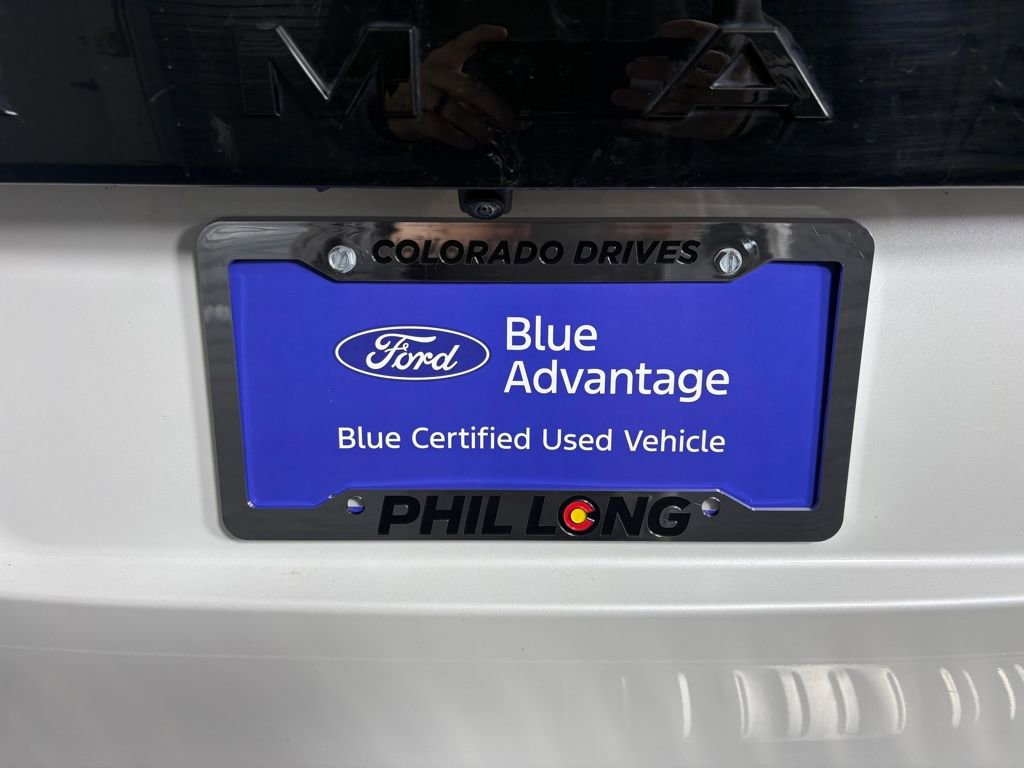 M A
COLORADO DRIVES
Ford
Blue
Advantage
Blue Certified Used Vehicle
PHIL LONG